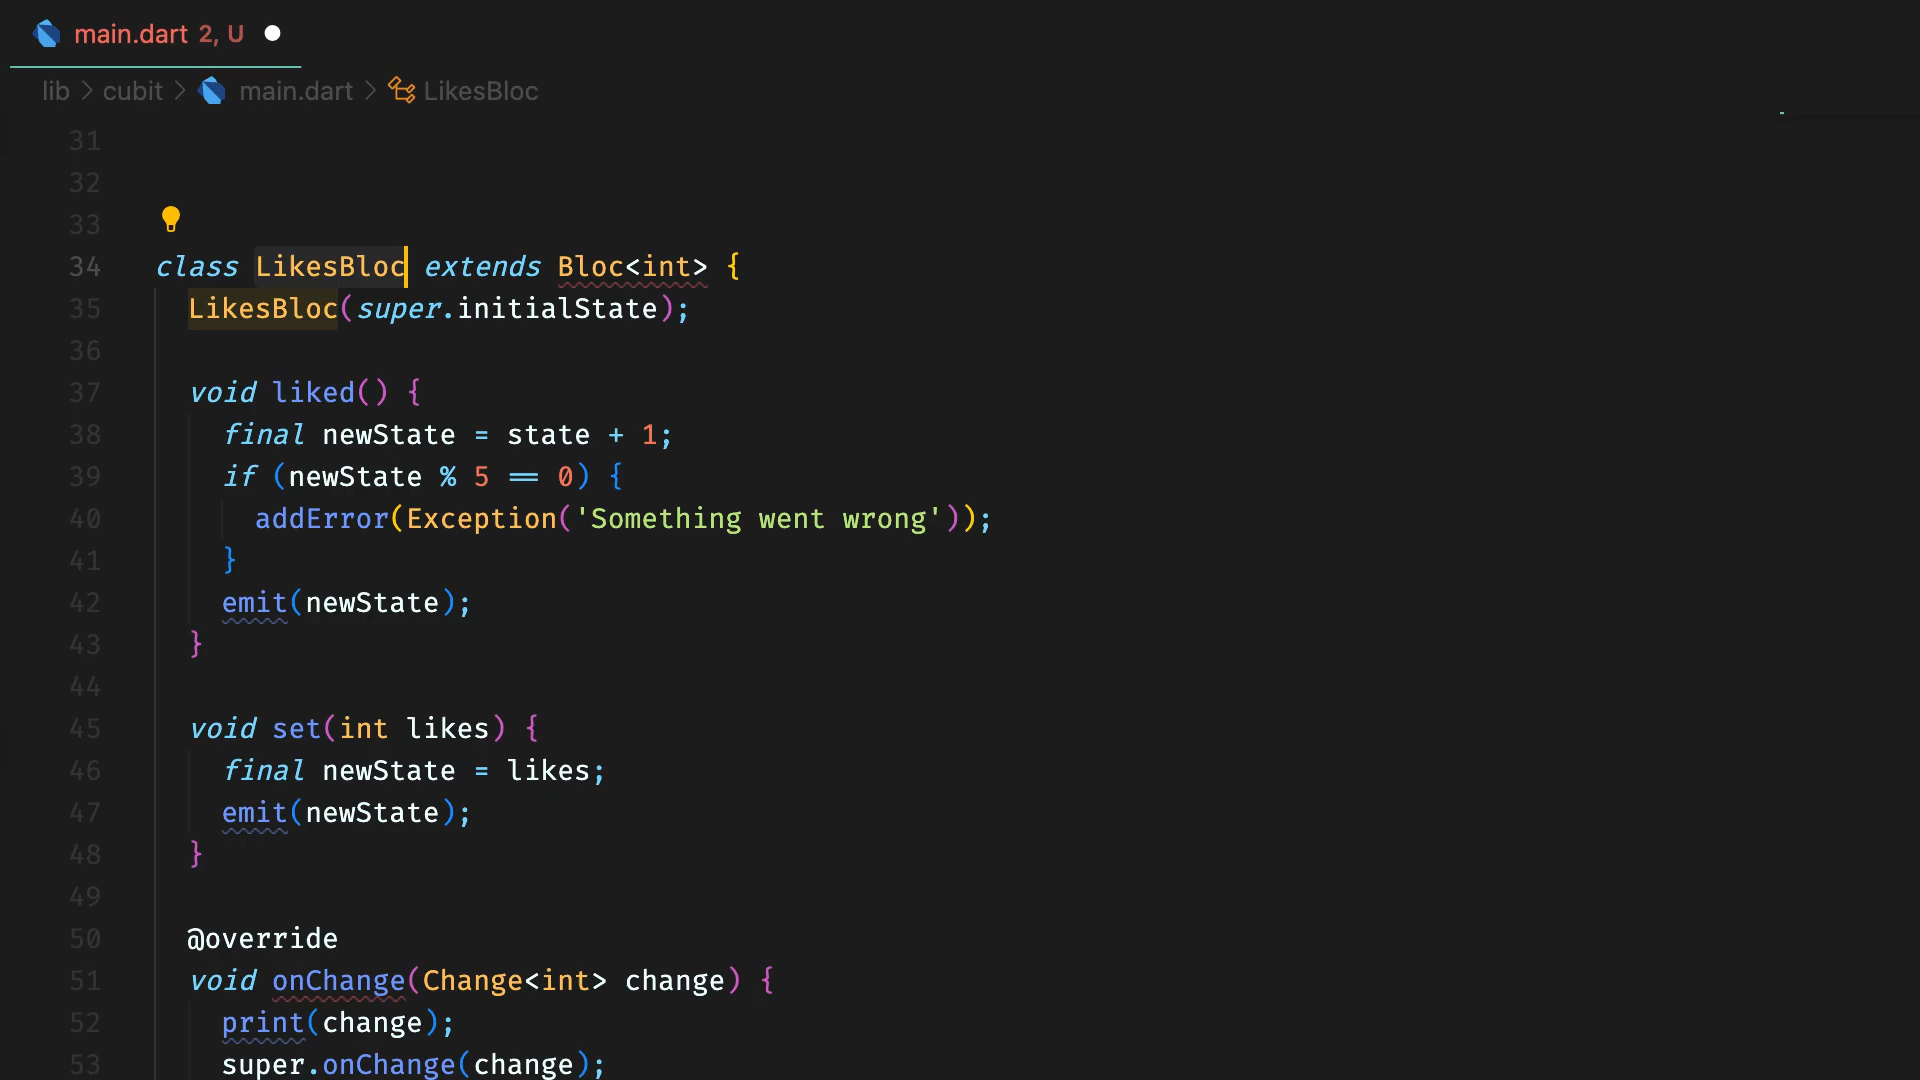 main.dart 2, U
lib > cubit > main.dart > LikesBloc
31
32
33
34 class LikesBloc extends Bloc<int> {
35 LikesBloc(super.initialState);
36
37 void liked() {
38 final newState = state + 1;
39 if (newState % 5 == 0) {
40 addError(Exception('Something went wrong'));
41 }
42 emit(newState);
43 }
44
45 void set(int likes) {
46 final newState = likes;
47 emit(newState);
48 }
49
50 @override
51 void onChange(Change<int> change) {
52 print(change);
53 super.onChange(change);